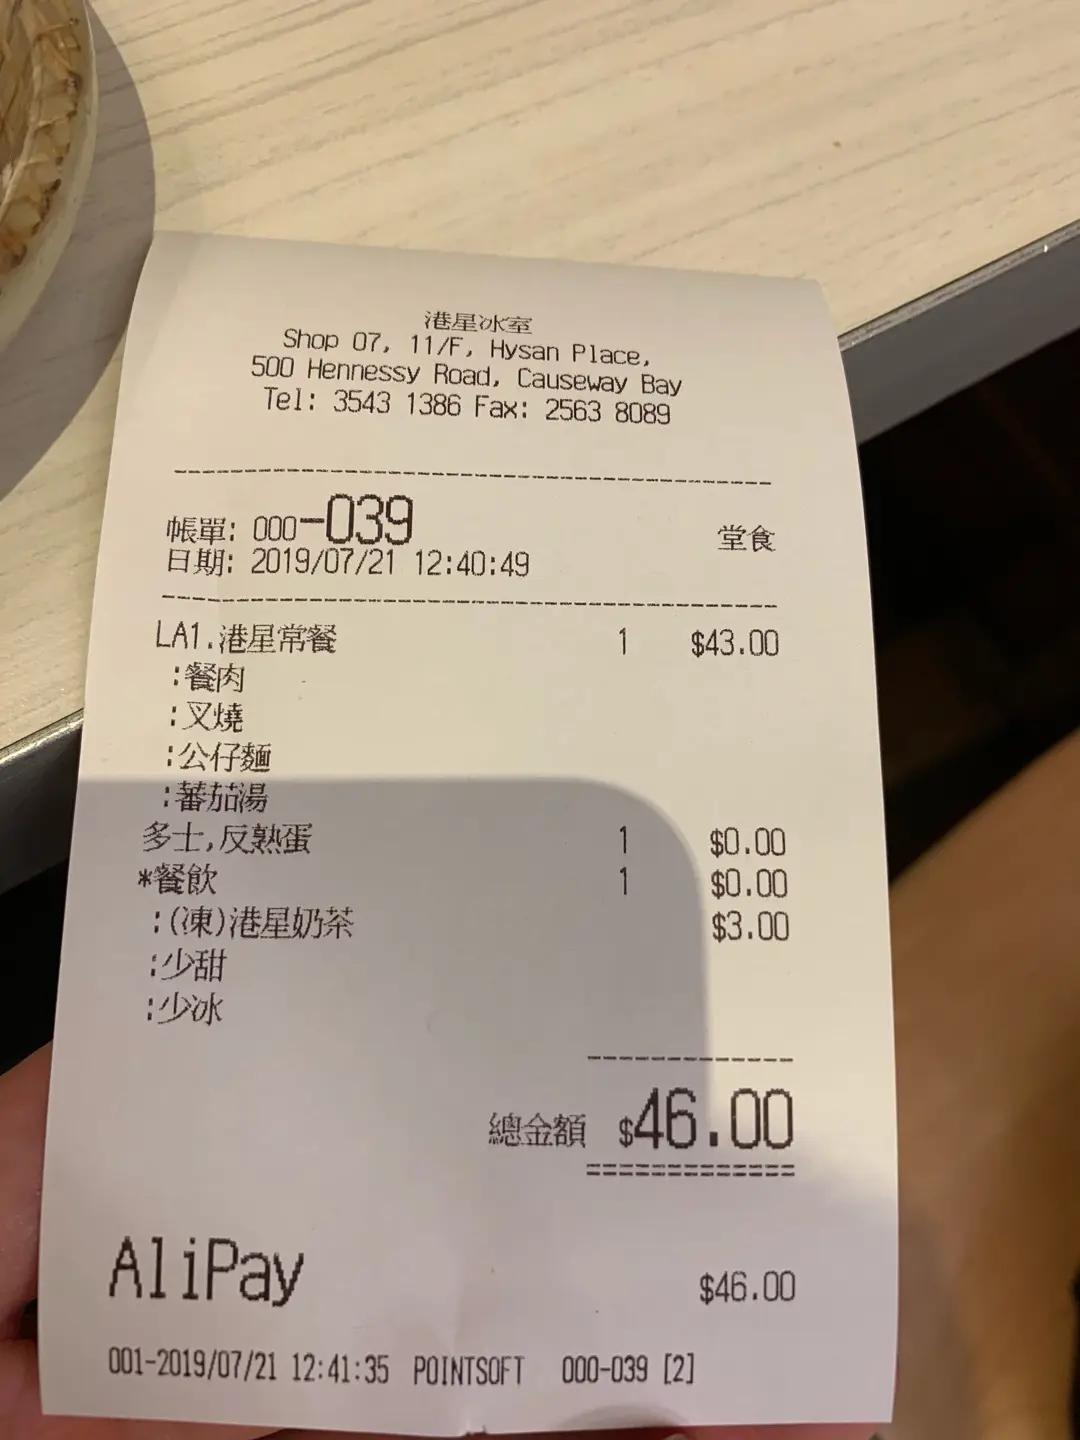 港星冰室
Shop 07, 11/F, Hysan Place,
500 Hennessy Road, Causeway Bay
Tel: 3543 1386 Fax: 2563 8089
帳單: 000-039 堂食
日期: 2019/07/21 12:40:49
LA1.港星常餐 1 $43.00
:餐肉
:叉燒
:公仔麵
:蕃茄湯
多士,反熟蛋 1 $0.00
*餐飲 1 $0.00
:(凍)港星奶茶 $3.00
:少甜
:少冰
總金額 $46.00
AliPay $46.00
001-2019/07/21 12:41:35 POINTSOFT 000-039 [2]